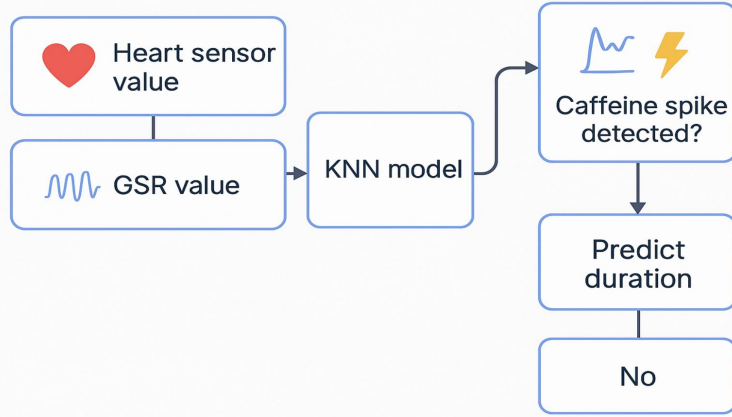 Heart sensor
value
GSR value
KNN model
Caffeine spike
detected?
Predict
duration
No